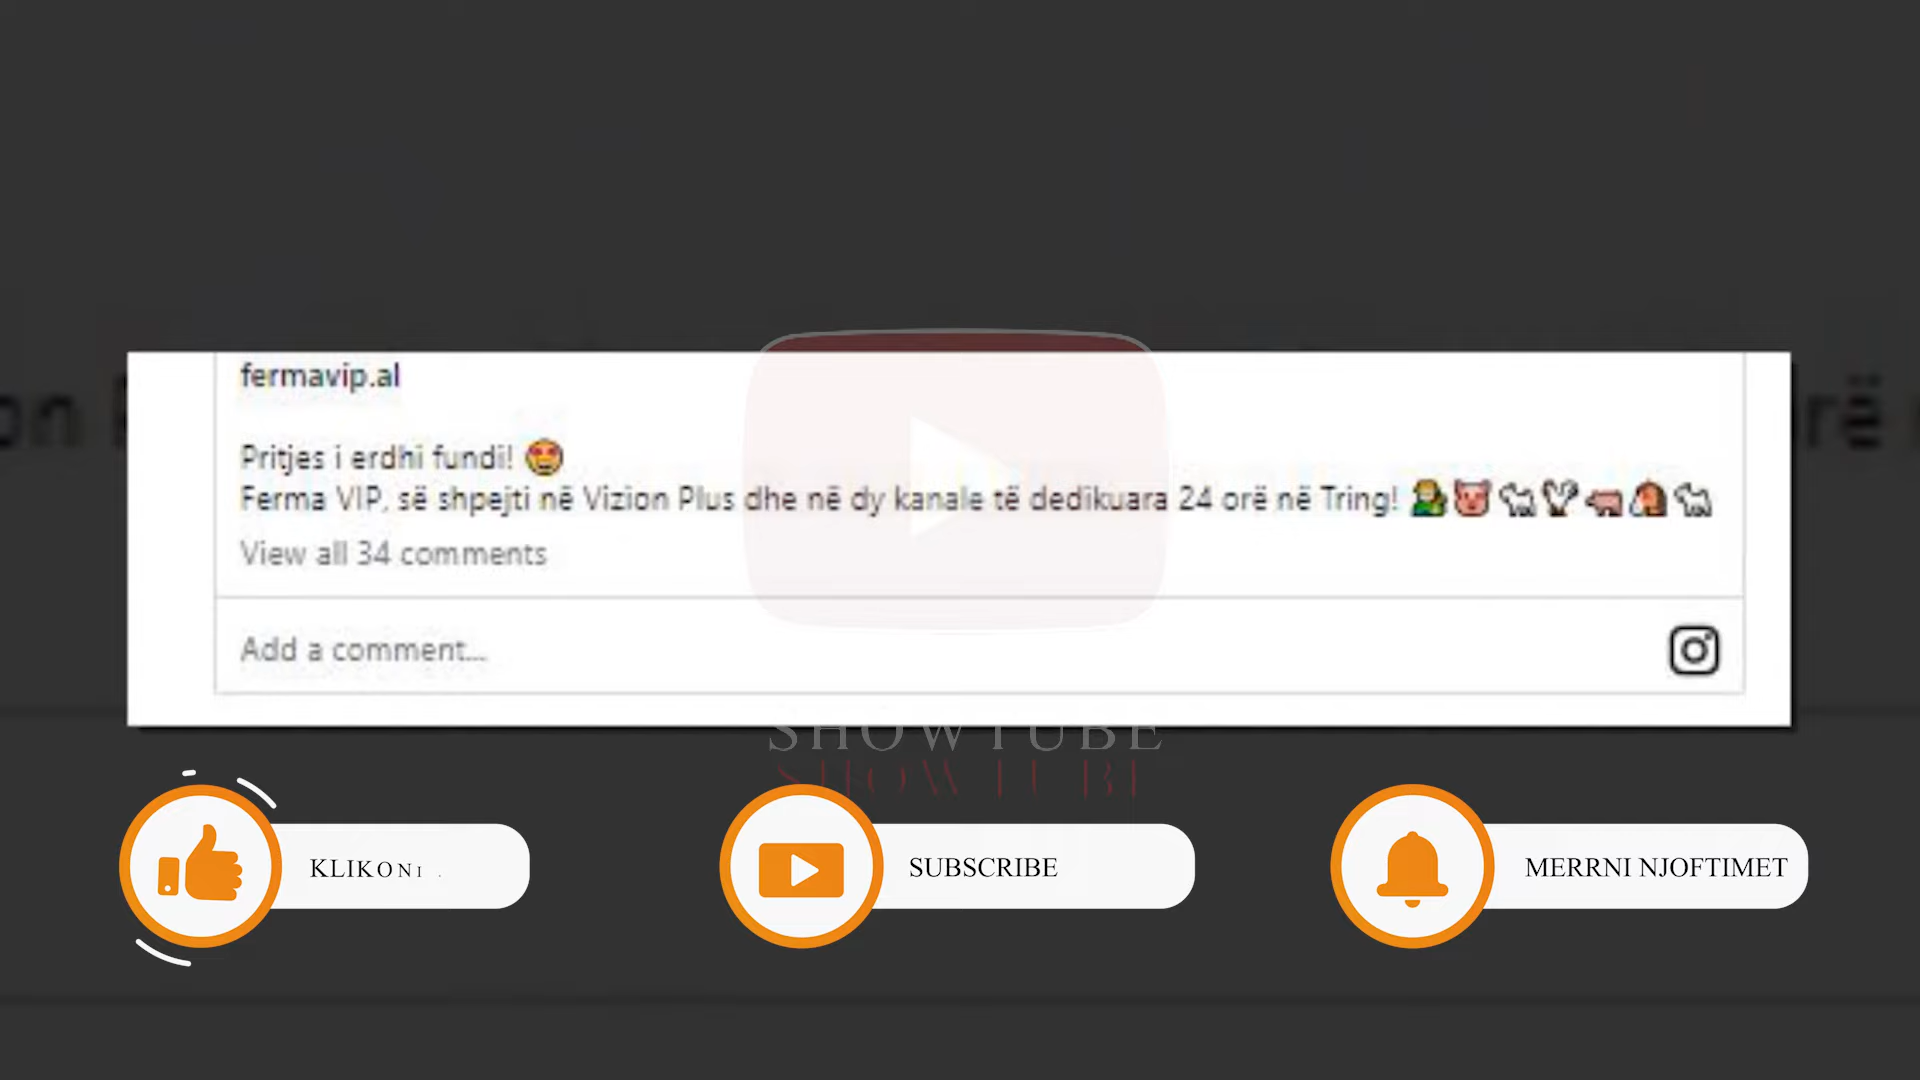 fermavip.al
Pritjes i erdhi fundi! 😍
Ferma VIP, së shpejti në Vizion Plus dhe në dy kanale të dedikuara 24 orë në Tring!
View all 34 comments
Add a comment...
SHOWTUBE
KLIKONI
SUBSCRIBE
MERRNI NJOFTIMET